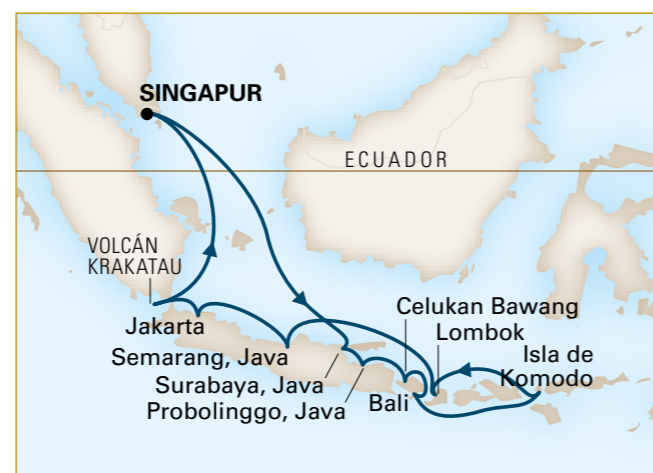 SINGAPUR
ECUADOR
VOLCÁN
KRAKATAU
Celukan Bawang
Jakarta
Lombok
Semarang, Java
Isla de
Komodo
Surabaya, Java
Probolinggo, Java
Bali